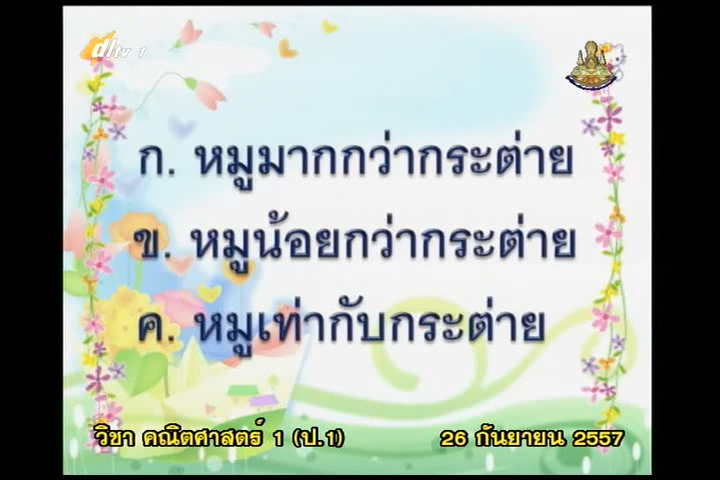 dltv 1
ก. หมูมากกว่ากระต่าย
ข. หมูน้อยกว่ากระต่าย
ค. หมูเท่ากับกระต่าย
วิชา คณิตศาสตร์ 1 (ป.1) 26 กันยายน 2557